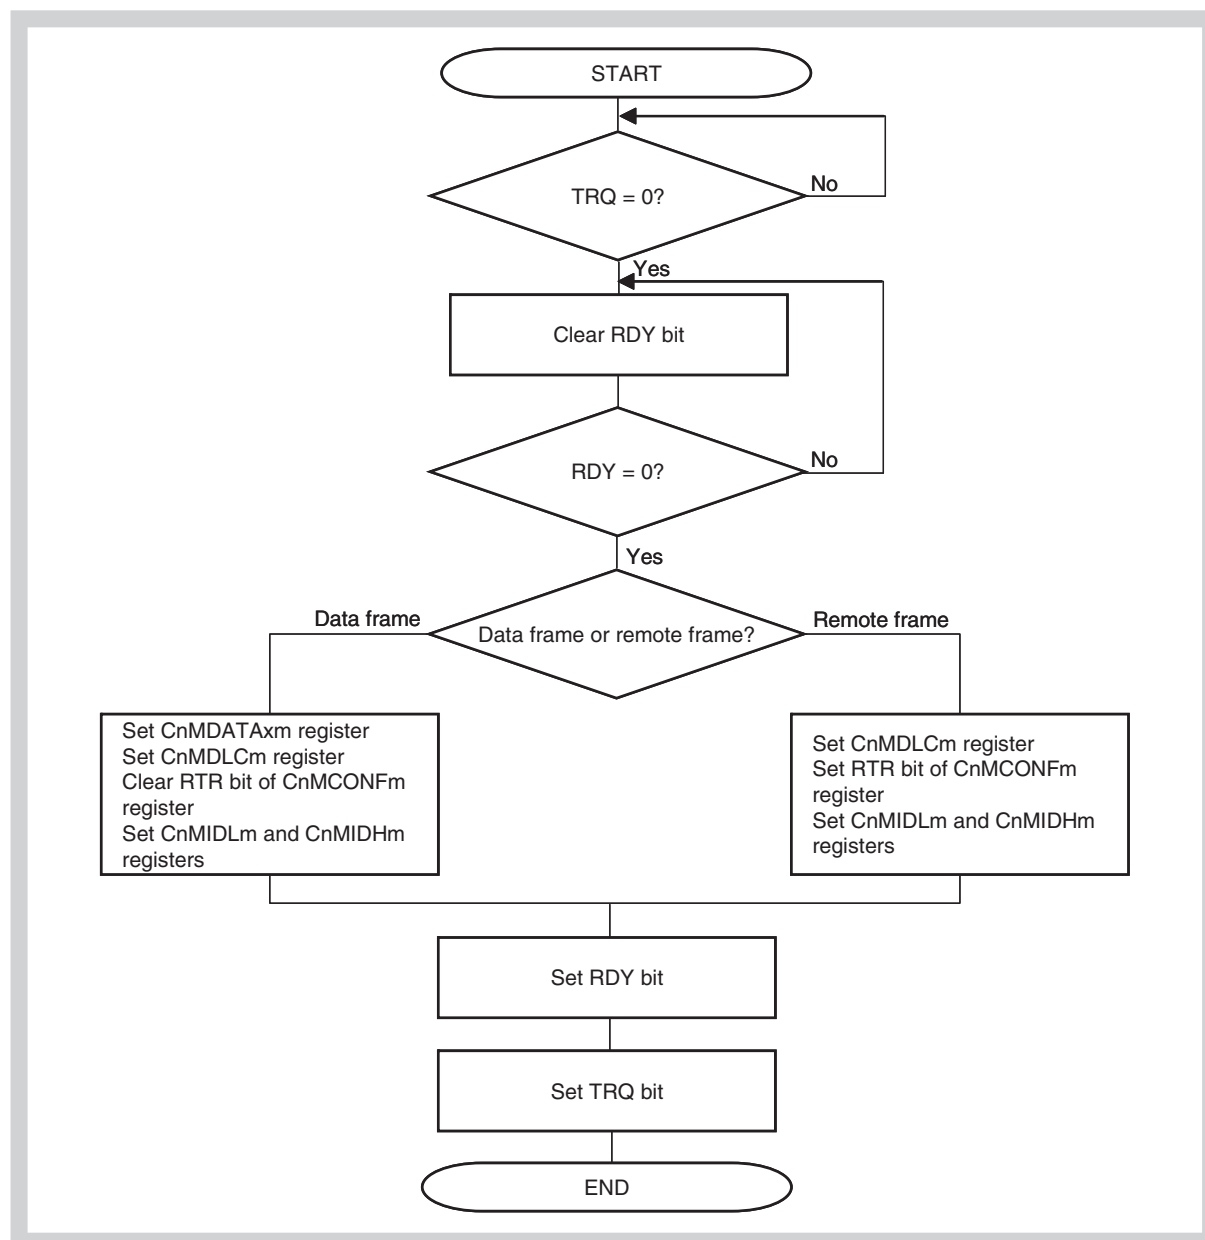 START
TRQ = 0?
No
Yes
Clear RDY bit
RDY = 0?
No
Yes
Data frame or remote frame?
Data frame
Remote frame
Set CnMDATAxm register
Set CnMDLCm register
Clear RTR bit of CnMCONFm
register
Set CnMIDLm and CnMIDHm
registers
Set CnMDLCm register
Set RTR bit of CnMCONFm
register
Set CnMIDLm and CnMIDHm
registers
Set RDY bit
Set TRQ bit
END